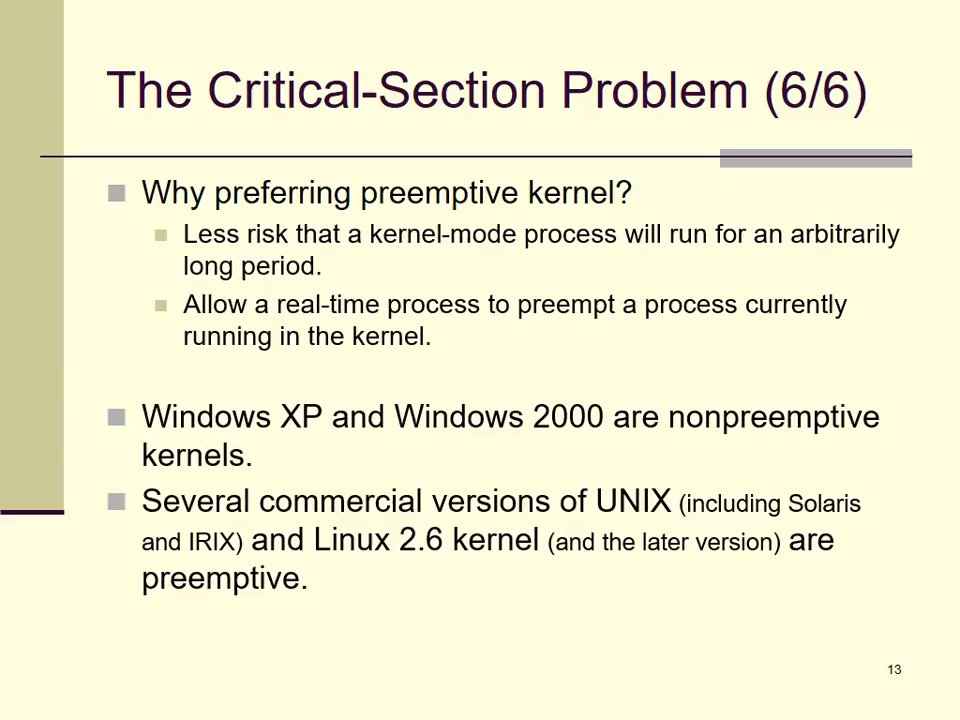 The Critical-Section Problem (6/6)
Why preferring preemptive kernel?
Less risk that a kernel-mode process will run for an arbitrarily
long period.
Allow a real-time process to preempt a process currently
running in the kernel.
Windows XP and Windows 2000 are nonpreemptive
kernels.
Several commercial versions of UNIX (including Solaris
and IRIX) and Linux 2.6 kernel (and the later version) are
preemptive.
13